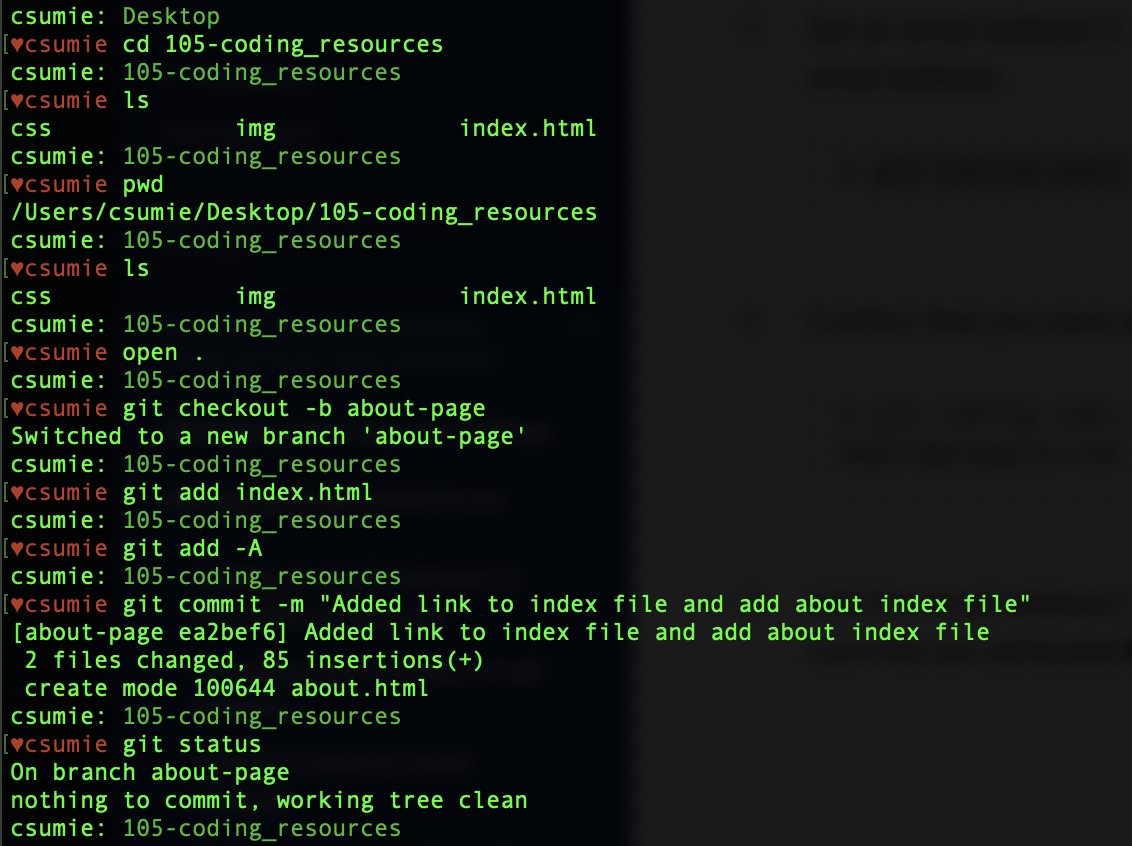 csumie: Desktop
[♥csumie cd 105-coding_resources
csumie: 105-coding_resources
[♥csumie ls
css img index.html
csumie: 105-coding_resources
[♥csumie pwd
/Users/csumie/Desktop/105-coding_resources
csumie: 105-coding_resources
[♥csumie ls
css img index.html
csumie: 105-coding_resources
[♥csumie open .
csumie: 105-coding_resources
[♥csumie git checkout -b about-page
Switched to a new branch 'about-page'
csumie: 105-coding_resources
[♥csumie git add index.html
csumie: 105-coding_resources
[♥csumie git add -A
csumie: 105-coding_resources
[♥csumie git commit -m "Added link to index file and add about index file"
[about-page ea2bef6] Added link to index file and add about index file
 2 files changed, 85 insertions(+)
 create mode 100644 about.html
csumie: 105-coding_resources
[♥csumie git status
On branch about-page
nothing to commit, working tree clean
csumie: 105-coding_resources